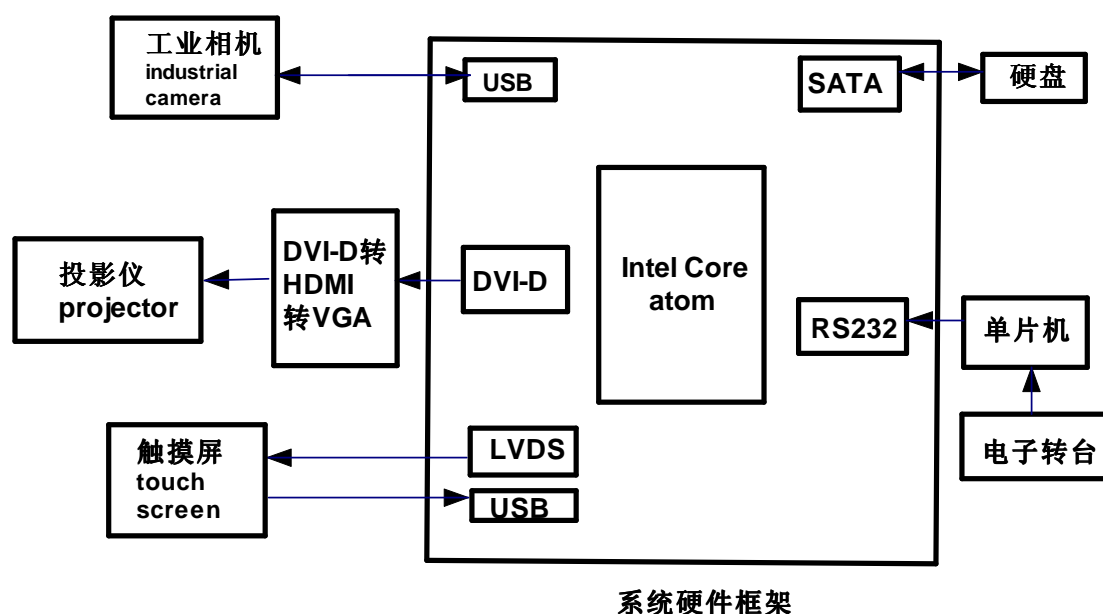 工业相机
industrial
camera
USB
SATA
硬盘
投影仪
projector
DVI-D转
HDMI
转VGA
DVI-D
Intel Core
atom
RS232
单片机
电子转台
触摸屏
touch
screen
LVDS
USB
系统硬件框架